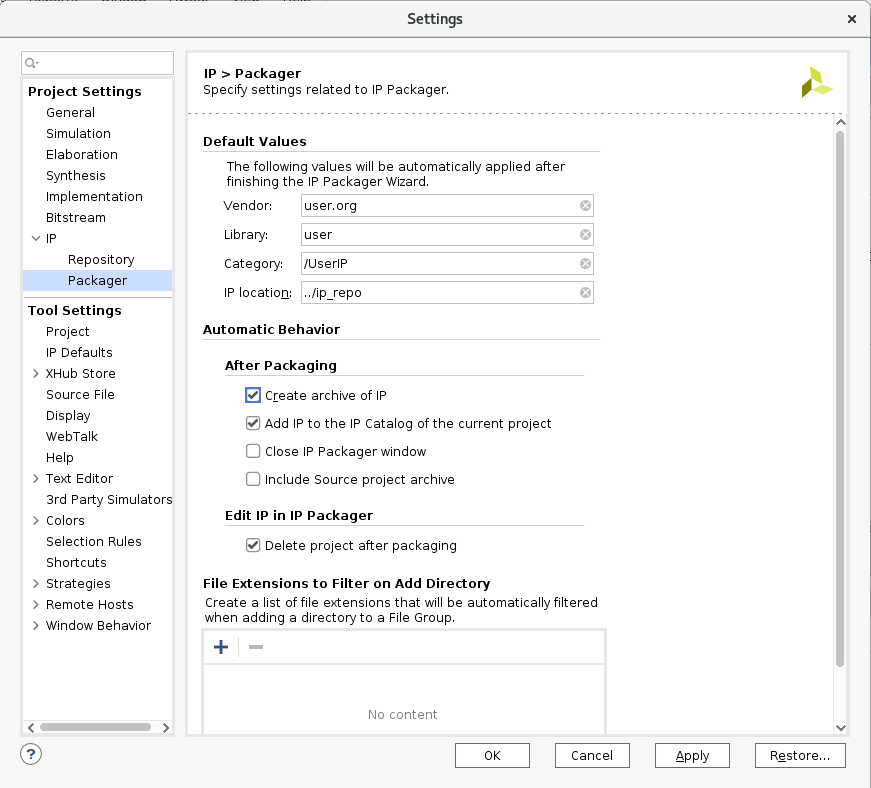 Settings
Project Settings
General
Simulation
Elaboration
Synthesis
Implementation
Bitstream
IP
Repository
Packager
Tool Settings
Project
IP Defaults
XHub Store
Source File
Display
WebTalk
Help
Text Editor
3rd Party Simulators
Colors
Selection Rules
Shortcuts
Strategies
Remote Hosts
Window Behavior
IP > Packager
Specify settings related to IP Packager.
Default Values
The following values will be automatically applied after
finishing the IP Packager Wizard.
Vendor: user.org
Library: user
Category: /UserIP
IP location: ../ip_repo
Automatic Behavior
After Packaging
Create archive of IP
Add IP to the IP Catalog of the current project
Close IP Packager window
Include Source project archive
Edit IP in IP Packager
Delete project after packaging
File Extensions to Filter on Add Directory
Create a list of file extensions that will be automatically filtered
when adding a directory to a File Group.
No content
? OK Cancel Apply Restore...